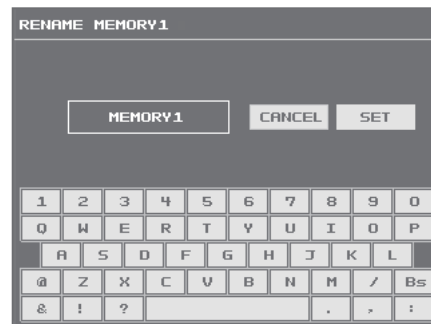 RENAME MEMORY1
MEMORY1 CANCEL SET
1 2 3 4 5 6 7 8 9 0
Q W E R T Y U I O P
A S D F G H J K L
@ Z X C V B N M / Bs
& ! ? . , :